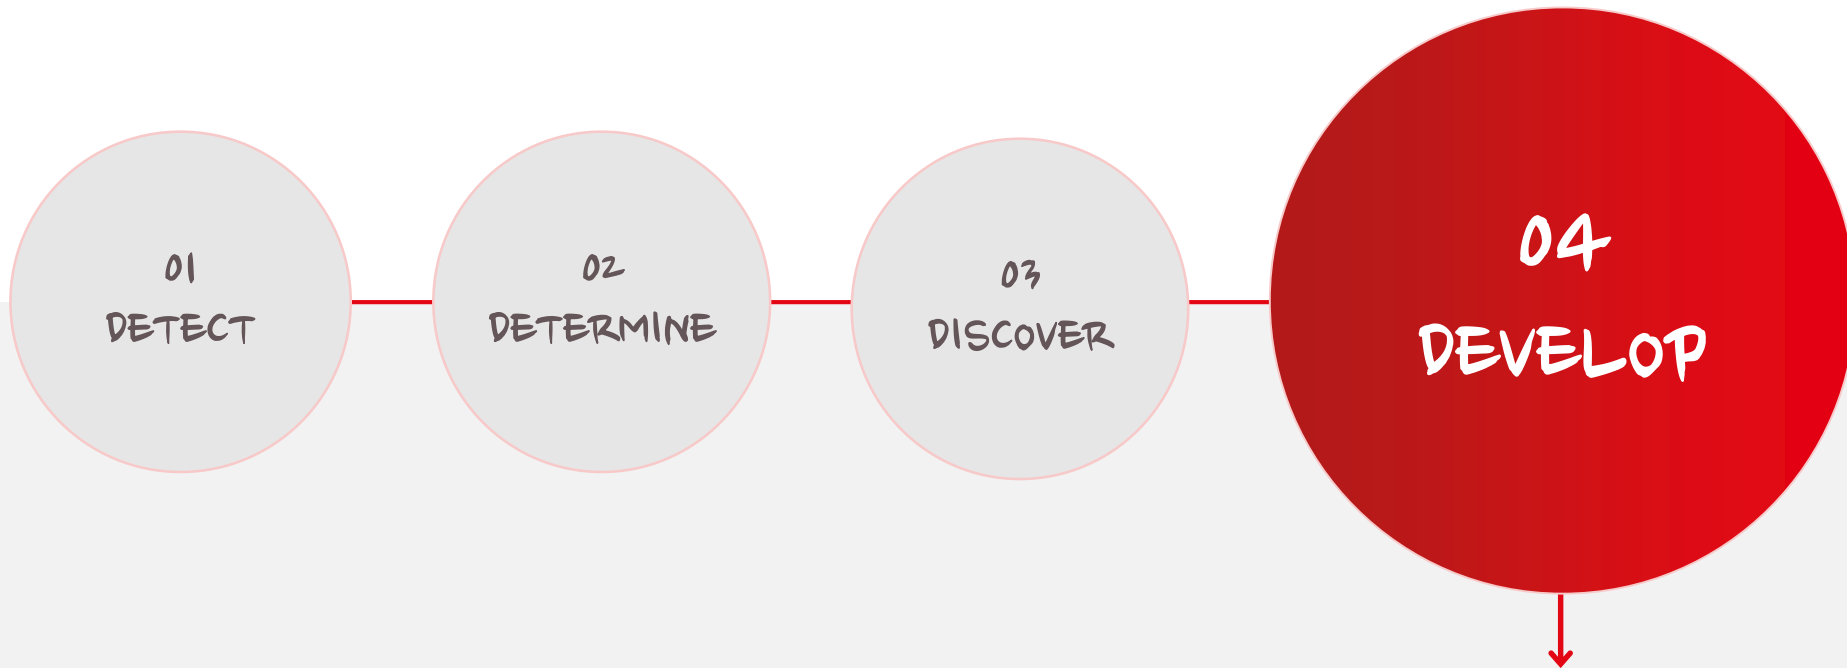 01
DETECT
02
DETERMINE
03
DISCOVER
04
DEVELOP